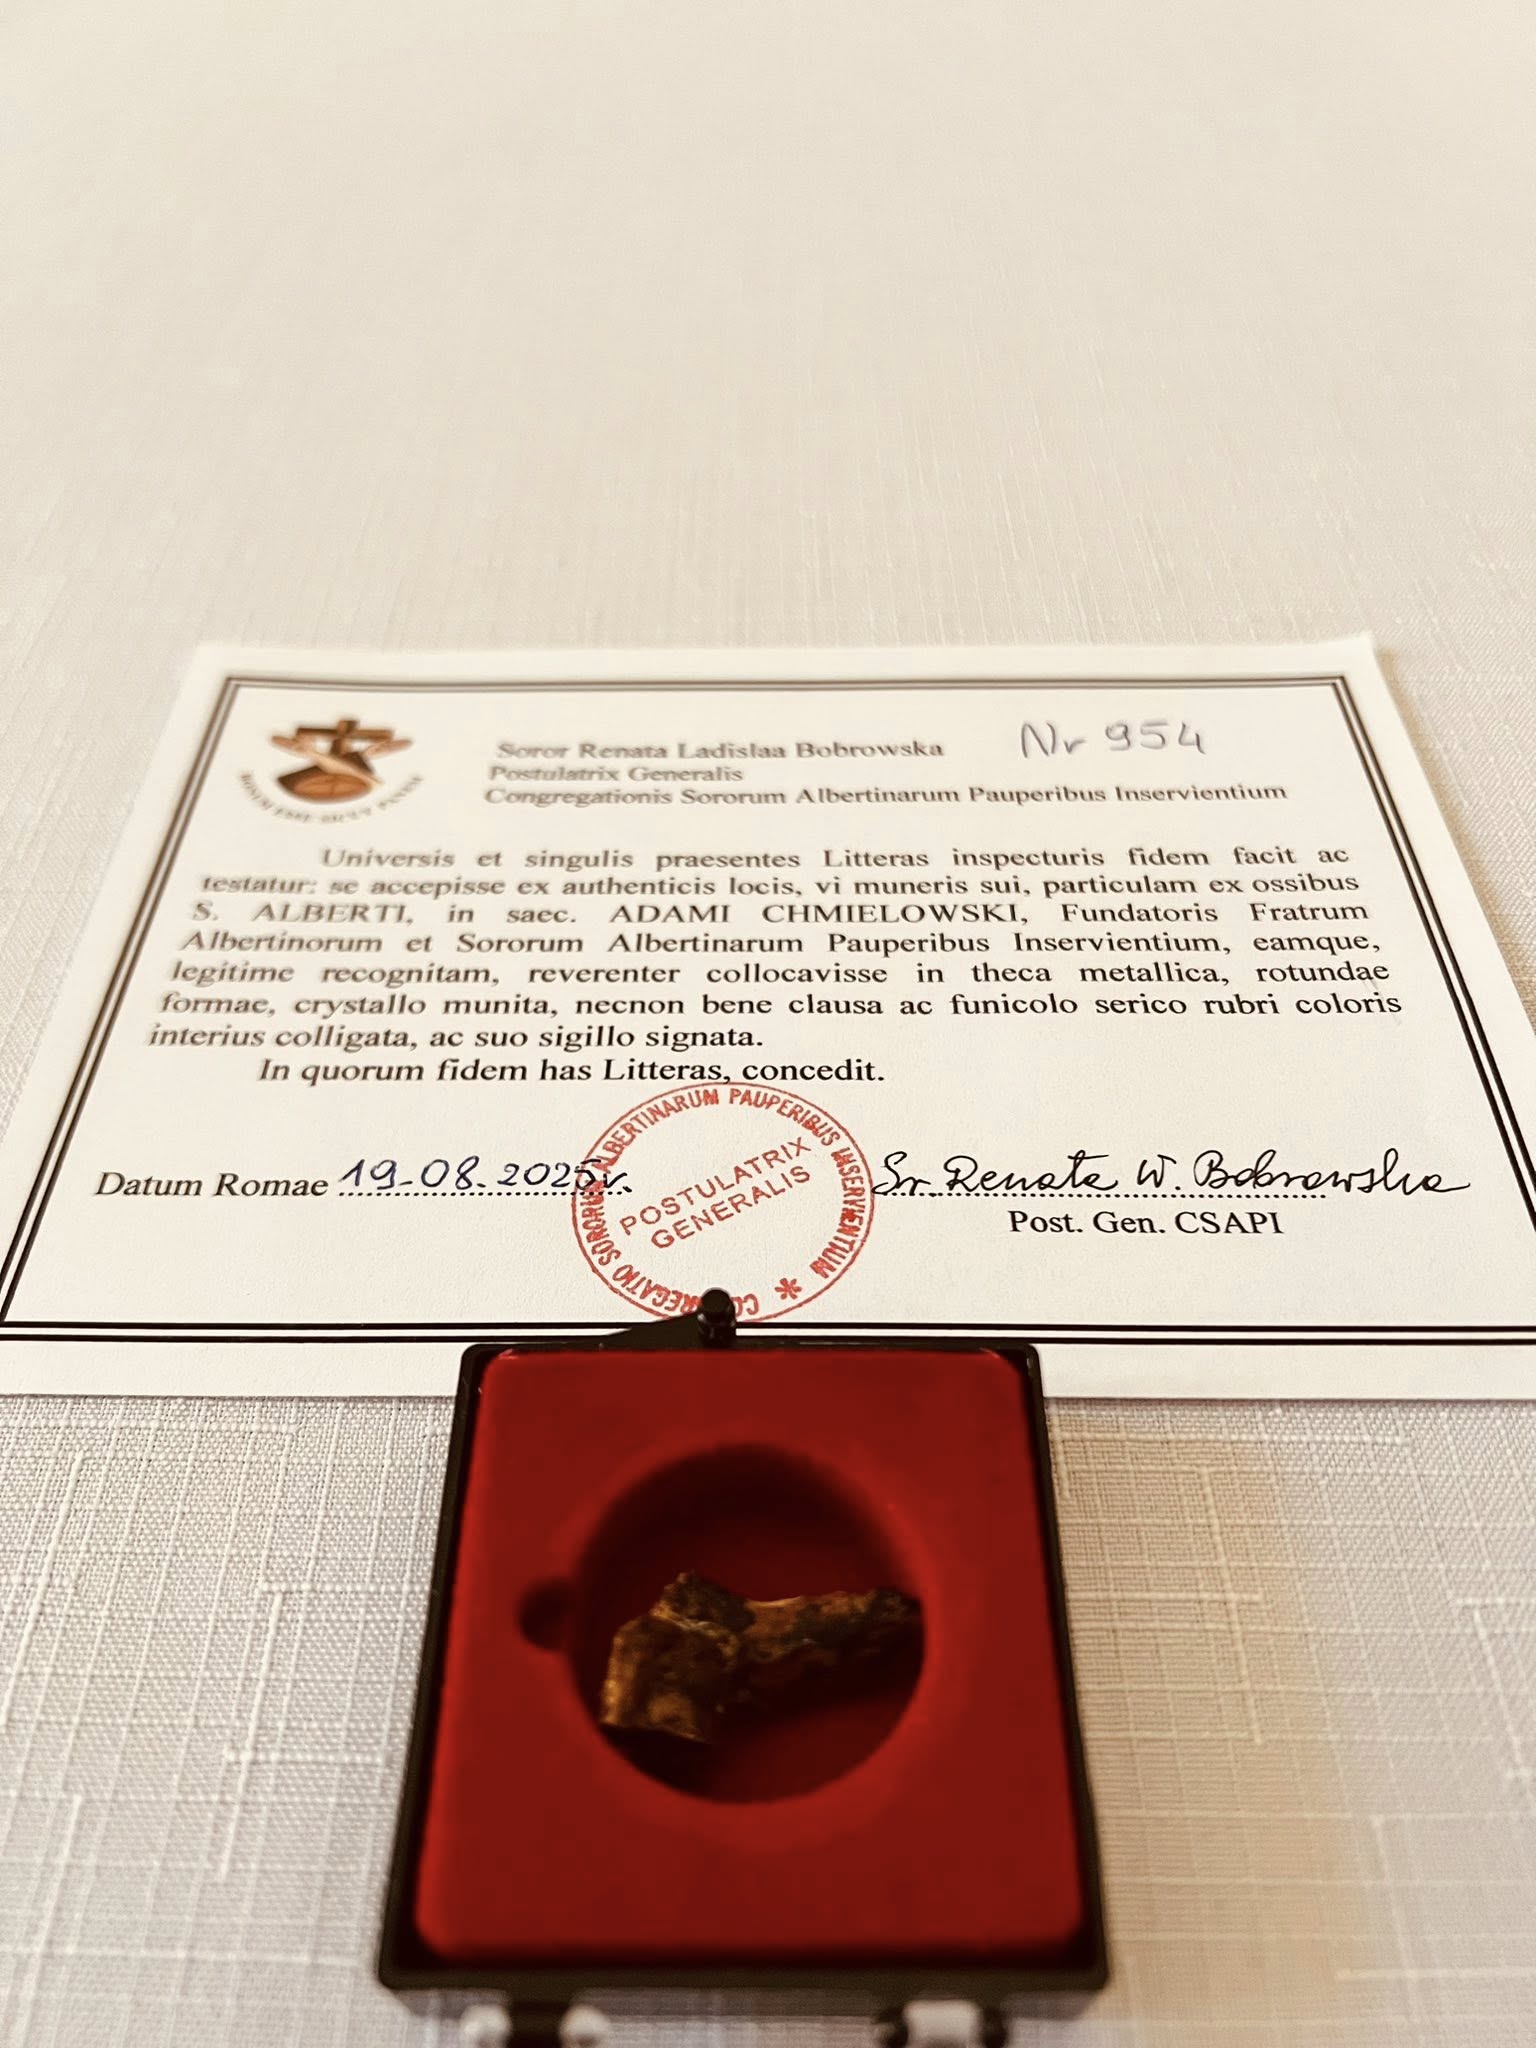 Nr 954
Soror Renata Ladislaa Bobrowska
Postulatrix Generalis
Congregationis Sororum Albertinarum Pauperibus Inservientium
Universis et singulis praesentes Litteras inspecturis fidem facit ac
testatur: se accepisse ex authenticis locis, vi muneris sui, particulam ex ossibus
S. ALBERTI, in saec. ADAMI CHMIELOWSKI, Fundatoris Fratrum
Albertinorum et Sororum Albertinarum Pauperibus Inservientium, eamque,
legitime recognitam, reverenter collocavisse in theca metallica, rotundae
formae, crystallo munita, necnon bene clausa ac funicolo serico rubri coloris
interius colligata, ac suo sigillo signata.
In quorum fidem has Litteras, concedit.
Datum Romae 19-08.2025r.
CONGREGATIO SORORUM ALBERTINARUM PAUPERIBUS INSERVIENTIUM *
POSTULATRIX
GENERALIS
Sr. Renata W. Bobrowska
Post. Gen. CSAPI